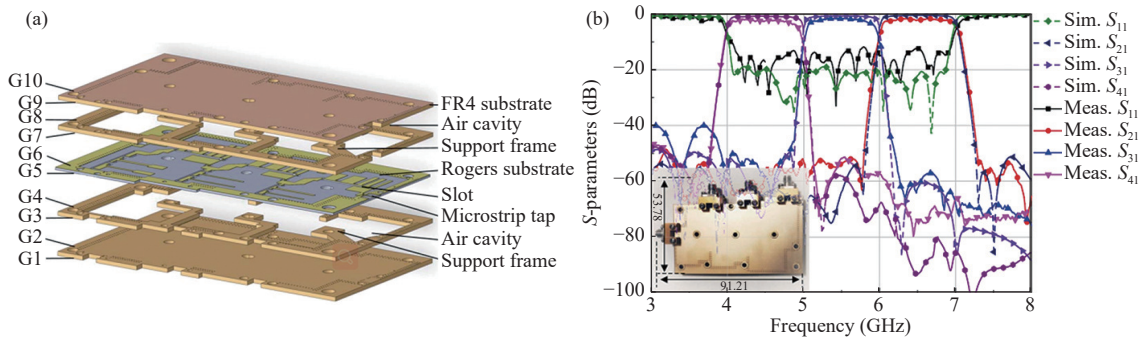 (a)
G10
G9
G8
G7
G6
G5
G4
G3
G2
G1
FR4 substrate
Air cavity
Support frame
Rogers substrate
Slot
Microstrip tap
Air cavity
Support frame
(b)
0
−20
−40
−60
−80
−100
S-parameters (dB)
3 4 5 6 7 8
Frequency (GHz)
53.78
91.21
Sim. S11
Sim. S21
Sim. S31
Sim. S41
Meas. S11
Meas. S21
Meas. S31
Meas. S41